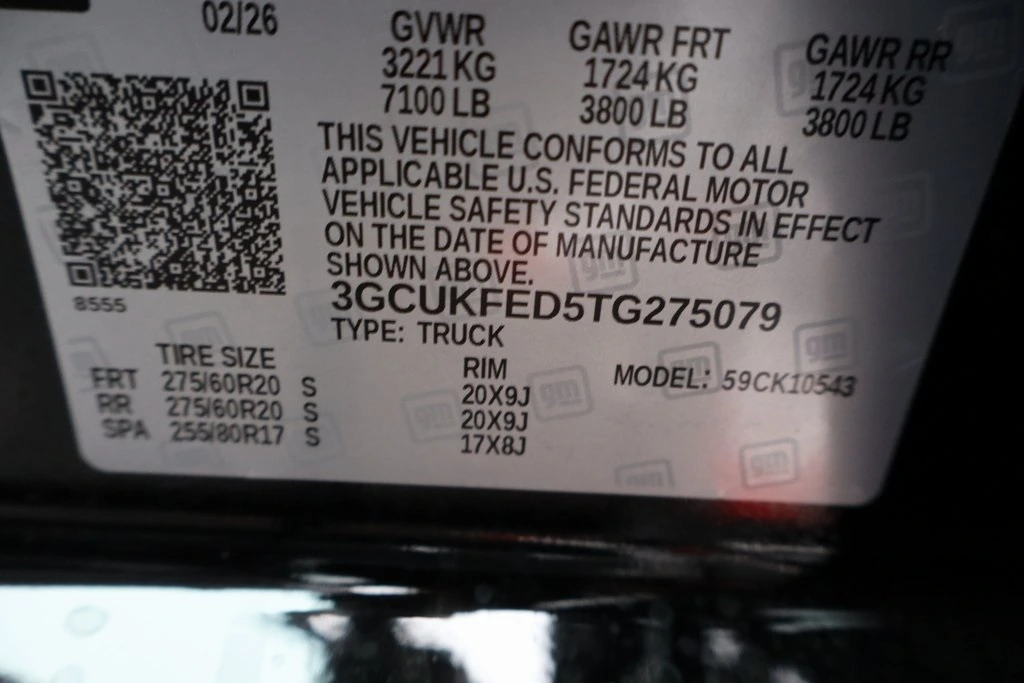 02/26
GVWR GAWR FRT GAWR RR
3221 KG 1724 KG 1724 KG
7100 LB 3800 LB 3800 LB
THIS VEHICLE CONFORMS TO ALL
APPLICABLE U.S. FEDERAL MOTOR
VEHICLE SAFETY STANDARDS IN EFFECT
ON THE DATE OF MANUFACTURE
SHOWN ABOVE.
8555
3GCUKFED5TG275079
TYPE: TRUCK
TIRE SIZE RIM MODEL: 59CK10543
FRT 275/60R20 S 20X9J
RR 275/60R20 S 20X9J
SPA 255/80R17 S 17X8J
gm